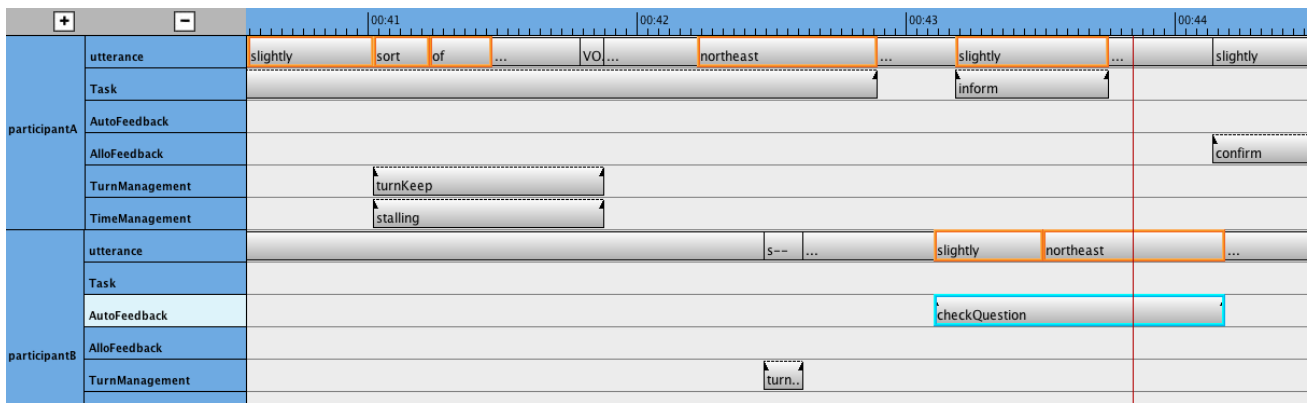 + − 00:41 00:42 00:43 00:44
utterance slightly sort of ... VO. ... northeast ... slightly ... slightly
Task inform
participantA AutoFeedback
AlloFeedback confirm
TurnManagement turnKeep
TimeManagement stalling
utterance s-- ... slightly northeast ...
Task
AutoFeedback checkQuestion
participantB AlloFeedback
TurnManagement turn..